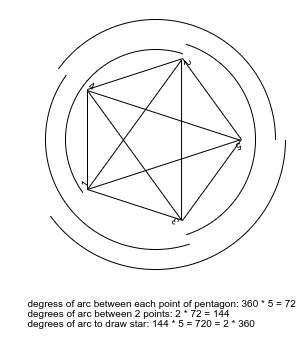 2
4
5
1
3
degress of arc between each point of pentagon: 360 * 5 = 72
degrees of arc between 2 points: 2 * 72 = 144
degrees of arc to draw star: 144 * 5 = 720 = 2 * 360